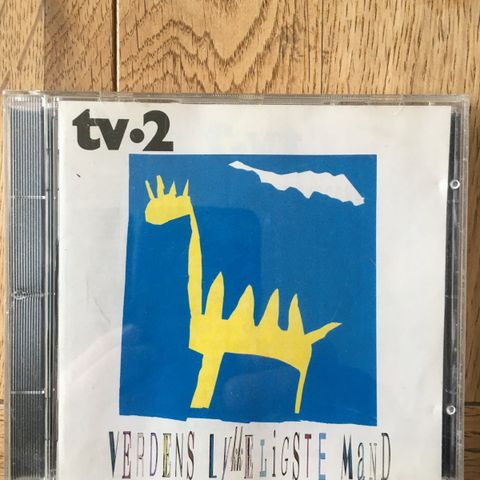 tv·2
VERDENS LykkELiGSTE MaND